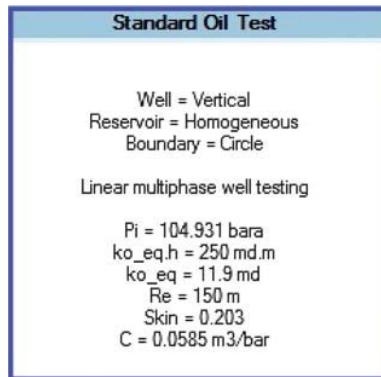 Standard Oil Test
Well = Vertical
Reservoir = Homogeneous
Boundary = Circle
Linear multiphase well testing
Pi = 104.931 bara
ko_eq.h = 250 md.m
ko_eq = 11.9 md
Re = 150 m
Skin = 0.203
C = 0.0585 m3/bar